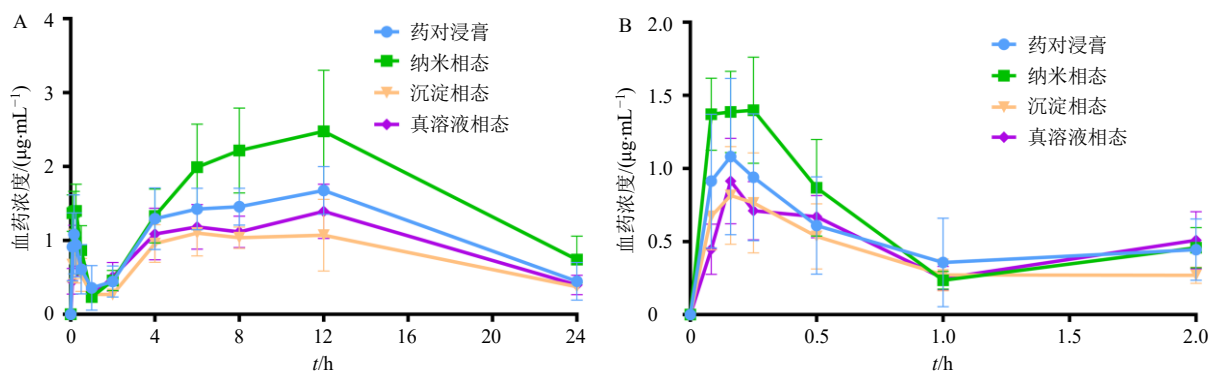 A
药对浸膏
纳米相态
沉淀相态
真溶液相态
血药浓度/(μg·mL⁻¹)
4
3
2
1
0
0 4 8 12 16 20 24
t/h
B
药对浸膏
纳米相态
沉淀相态
真溶液相态
血药浓度/(μg·mL⁻¹)
2.0
1.5
1.0
0.5
0
0 0.5 1.0 1.5 2.0
t/h